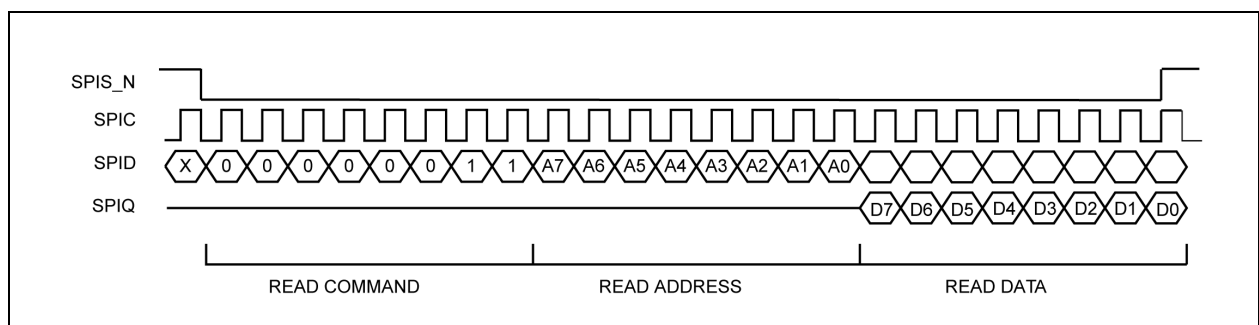 SPIS_N
SPIC
SPID X 0 0 0 0 0 0 1 1 A7 A6 A5 A4 A3 A2 A1 A0
SPIQ D7 D6 D5 D4 D3 D2 D1 D0
READ COMMAND READ ADDRESS READ DATA